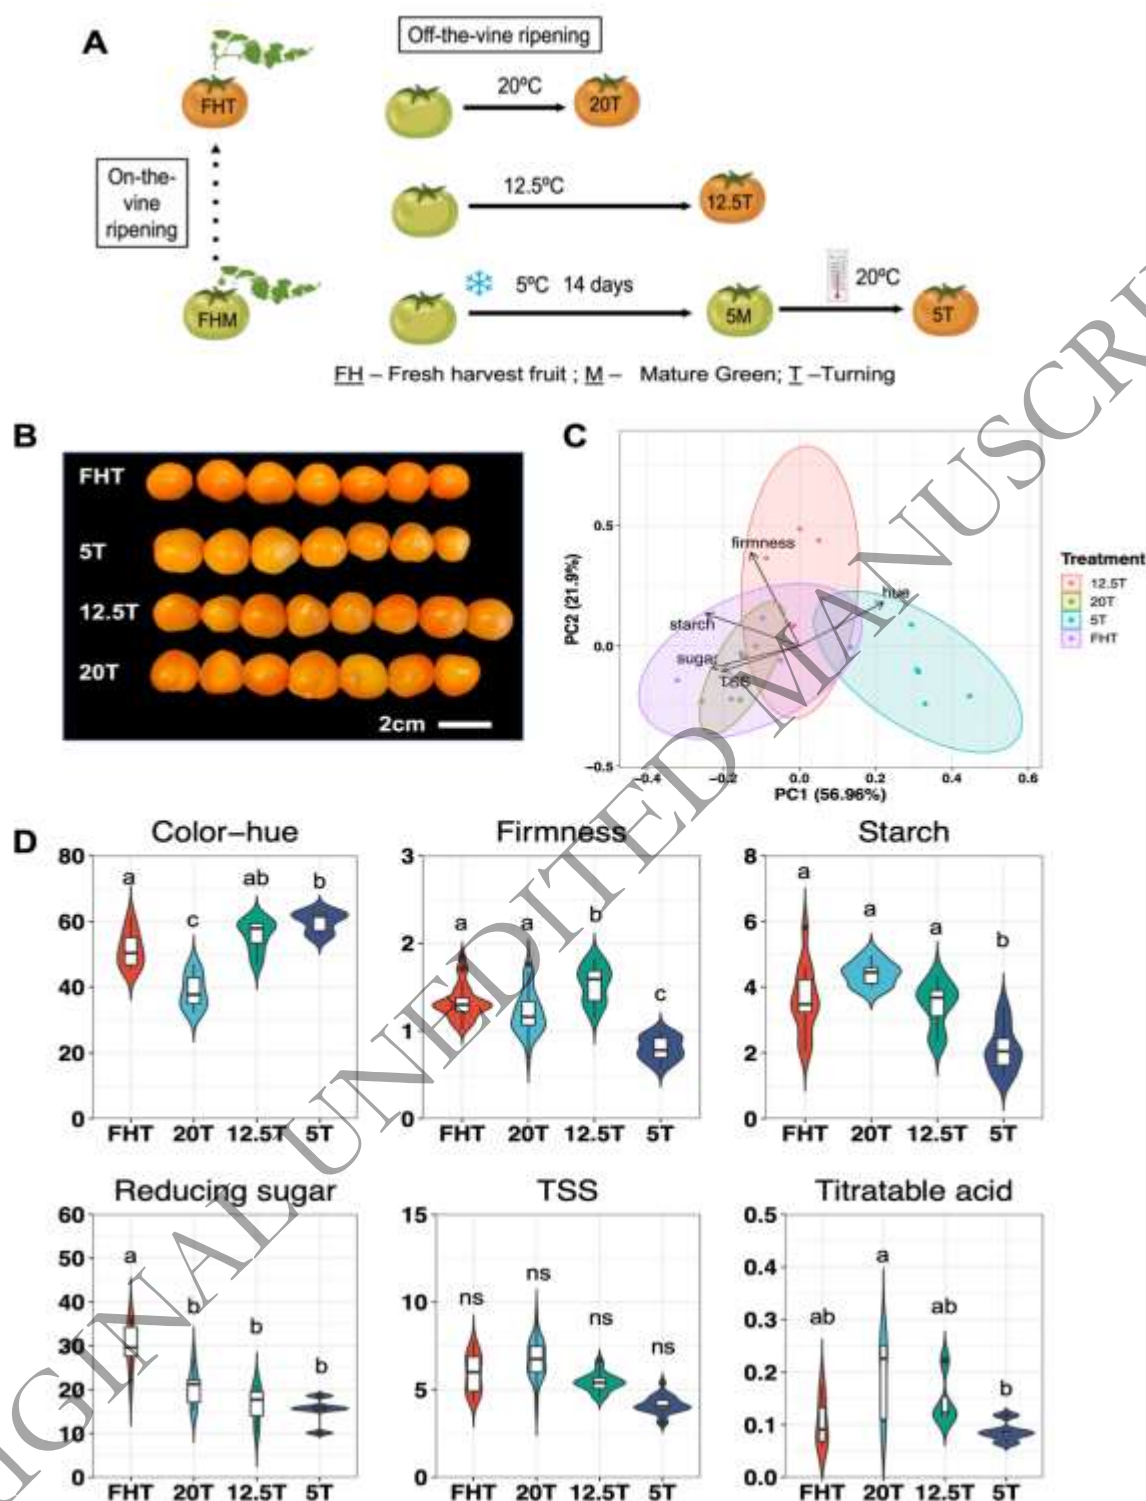 A
Off-the-vine ripening
FHT
20ºC
20T
On-the-
vine
ripening
12.5ºC
12.5T
FHM
5ºC 14 days
5M
20ºC
5T
FH – Fresh harvest fruit ; M – Mature Green; T –Turning
B
FHT
5T
12.5T
20T
2cm
C
PC2 (21.9%)
0.5
0.0
−0.5
firmness
hue
starch
sugar
TSS
−0.4
−0.2
0.0
0.2
0.4
0.6
PC1 (56.96%)
Treatment
12.5T
20T
5T
FHT
D
Color−hue
80
60
40
20
0
a
c
ab
b
FHT 20T 12.5T 5T
Firmness
3
2
1
0
a
a
b
c
FHT 20T 12.5T 5T
Starch
8
6
4
2
0
a
a
a
b
FHT 20T 12.5T 5T
Reducing sugar
60
50
40
30
20
10
0
a
b
b
b
FHT 20T 12.5T 5T
TSS
15
10
5
0
ns
ns
ns
ns
FHT 20T 12.5T 5T
Titratable acid
0.5
0.4
0.3
0.2
0.1
0.0
ab
a
ab
b
FHT 20T 12.5T 5T
IGINAL UNEDITED MANUSCRI